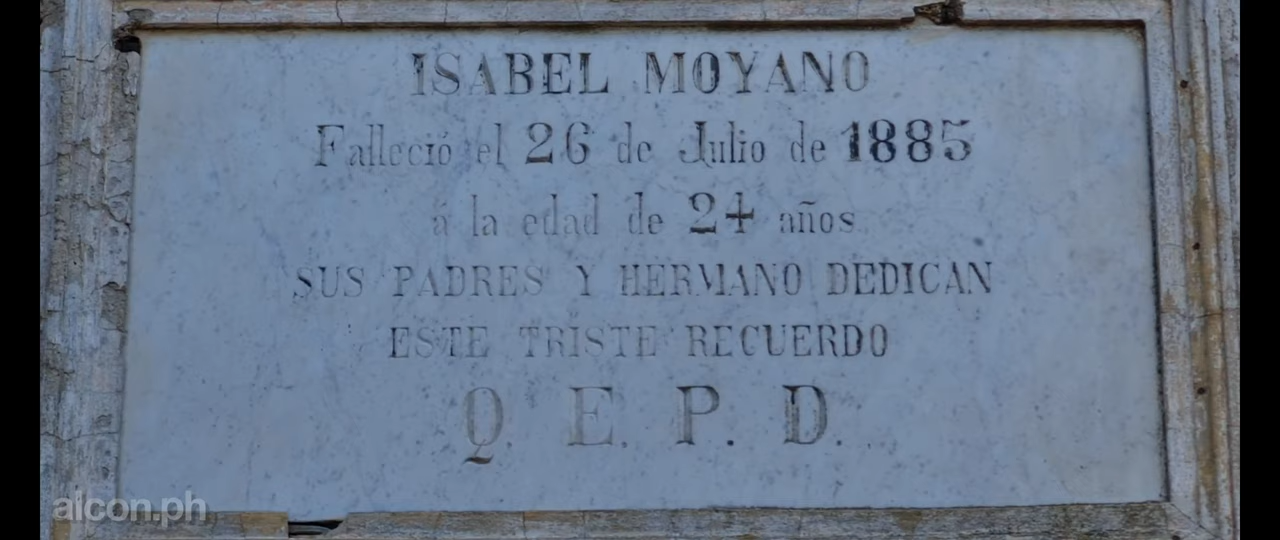 ISABEL MOYANO
Falleció el 26 de Julio de 1885
á la edad de 24 años.
SUS PADRES Y HERMANO DEDICAN
ESTE TRISTE RECUERDO
Q. E. P. D.
alcon.ph